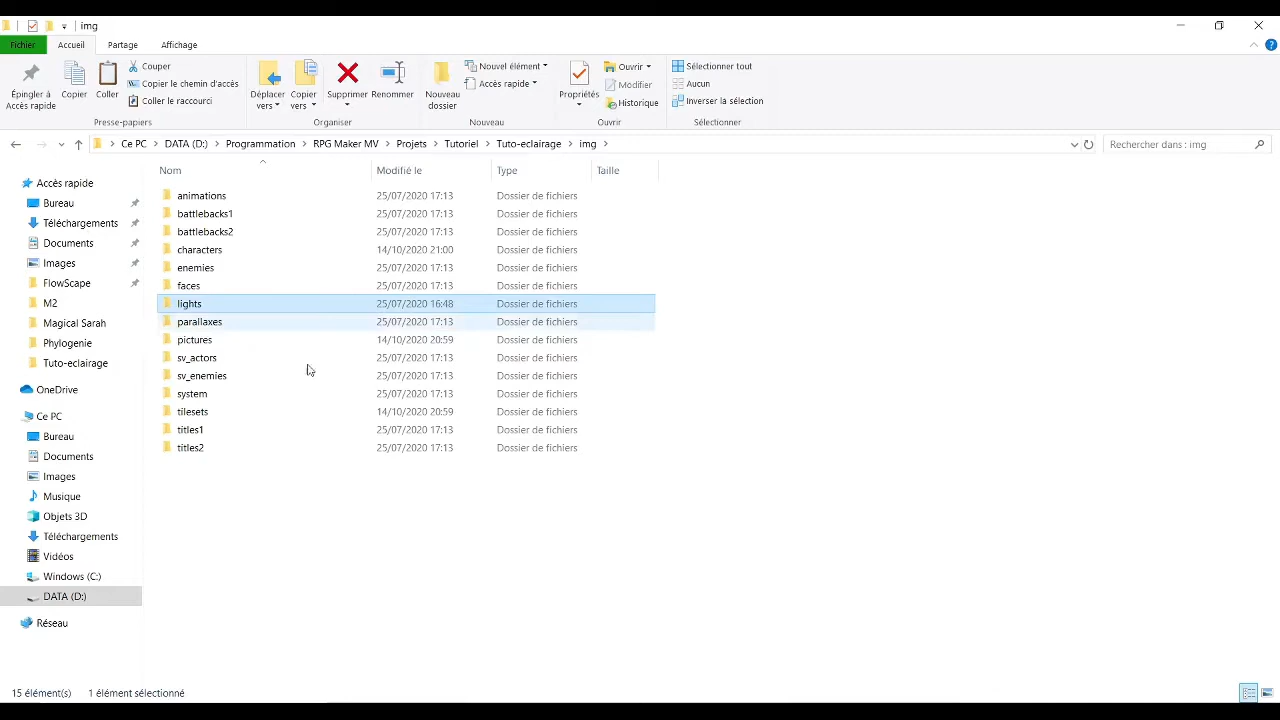 img
Fichier Accueil Partage Affichage
Épingler à Accès rapide
Copier
Coller
Couper
Copier le chemin d'accès
Coller le raccourci
Presse-papiers
Déplacer vers
Copier vers
Supprimer
Renommer
Organiser
Nouveau dossier
Nouvel élément
Accès rapide
Nouveau
Propriétés
Ouvrir
Modifier
Historique
Ouvrir
Sélectionner tout
Aucun
Inverser la sélection
Sélectionner
Ce PC > DATA (D:) > Programmation > RPG Maker MV > Projets > Tutoriel > Tuto-eclairage > img >
Rechercher dans : img
Accès rapide
Bureau
Téléchargements
Documents
Images
FlowScape
M2
Magical Sarah
Phylogenie
Tuto-eclairage
OneDrive
Ce PC
Bureau
Documents
Images
Musique
Objets 3D
Téléchargements
Vidéos
Windows (C:)
DATA (D:)
Réseau
Nom Modifié le Type Taille
animations 25/07/2020 17:13 Dossier de fichiers
battlebacks1 25/07/2020 17:13 Dossier de fichiers
battlebacks2 25/07/2020 17:13 Dossier de fichiers
characters 14/10/2020 21:00 Dossier de fichiers
enemies 25/07/2020 17:13 Dossier de fichiers
faces 25/07/2020 17:13 Dossier de fichiers
lights 25/07/2020 16:48 Dossier de fichiers
parallaxes 25/07/2020 17:13 Dossier de fichiers
pictures 14/10/2020 20:59 Dossier de fichiers
sv_actors 25/07/2020 17:13 Dossier de fichiers
sv_enemies 25/07/2020 17:13 Dossier de fichiers
system 25/07/2020 17:13 Dossier de fichiers
tilesets 14/10/2020 20:59 Dossier de fichiers
titles1 25/07/2020 17:13 Dossier de fichiers
titles2 25/07/2020 17:13 Dossier de fichiers
15 élément(s) 1 élément sélectionné